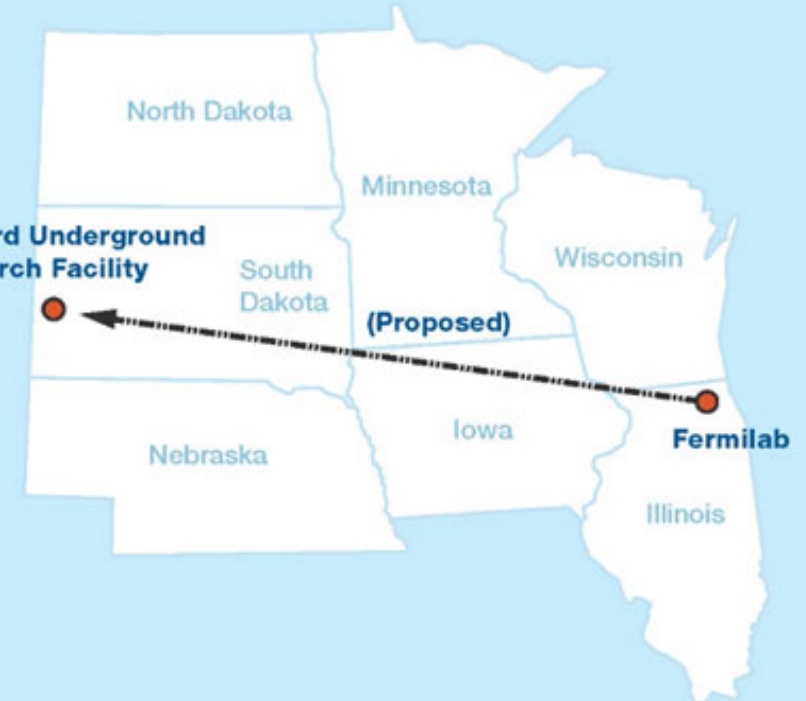 North Dakota
Minnesota
rd Underground
rch Facility
South
Dakota
Wisconsin
(Proposed)
Fermilab
Iowa
Nebraska
Illinois